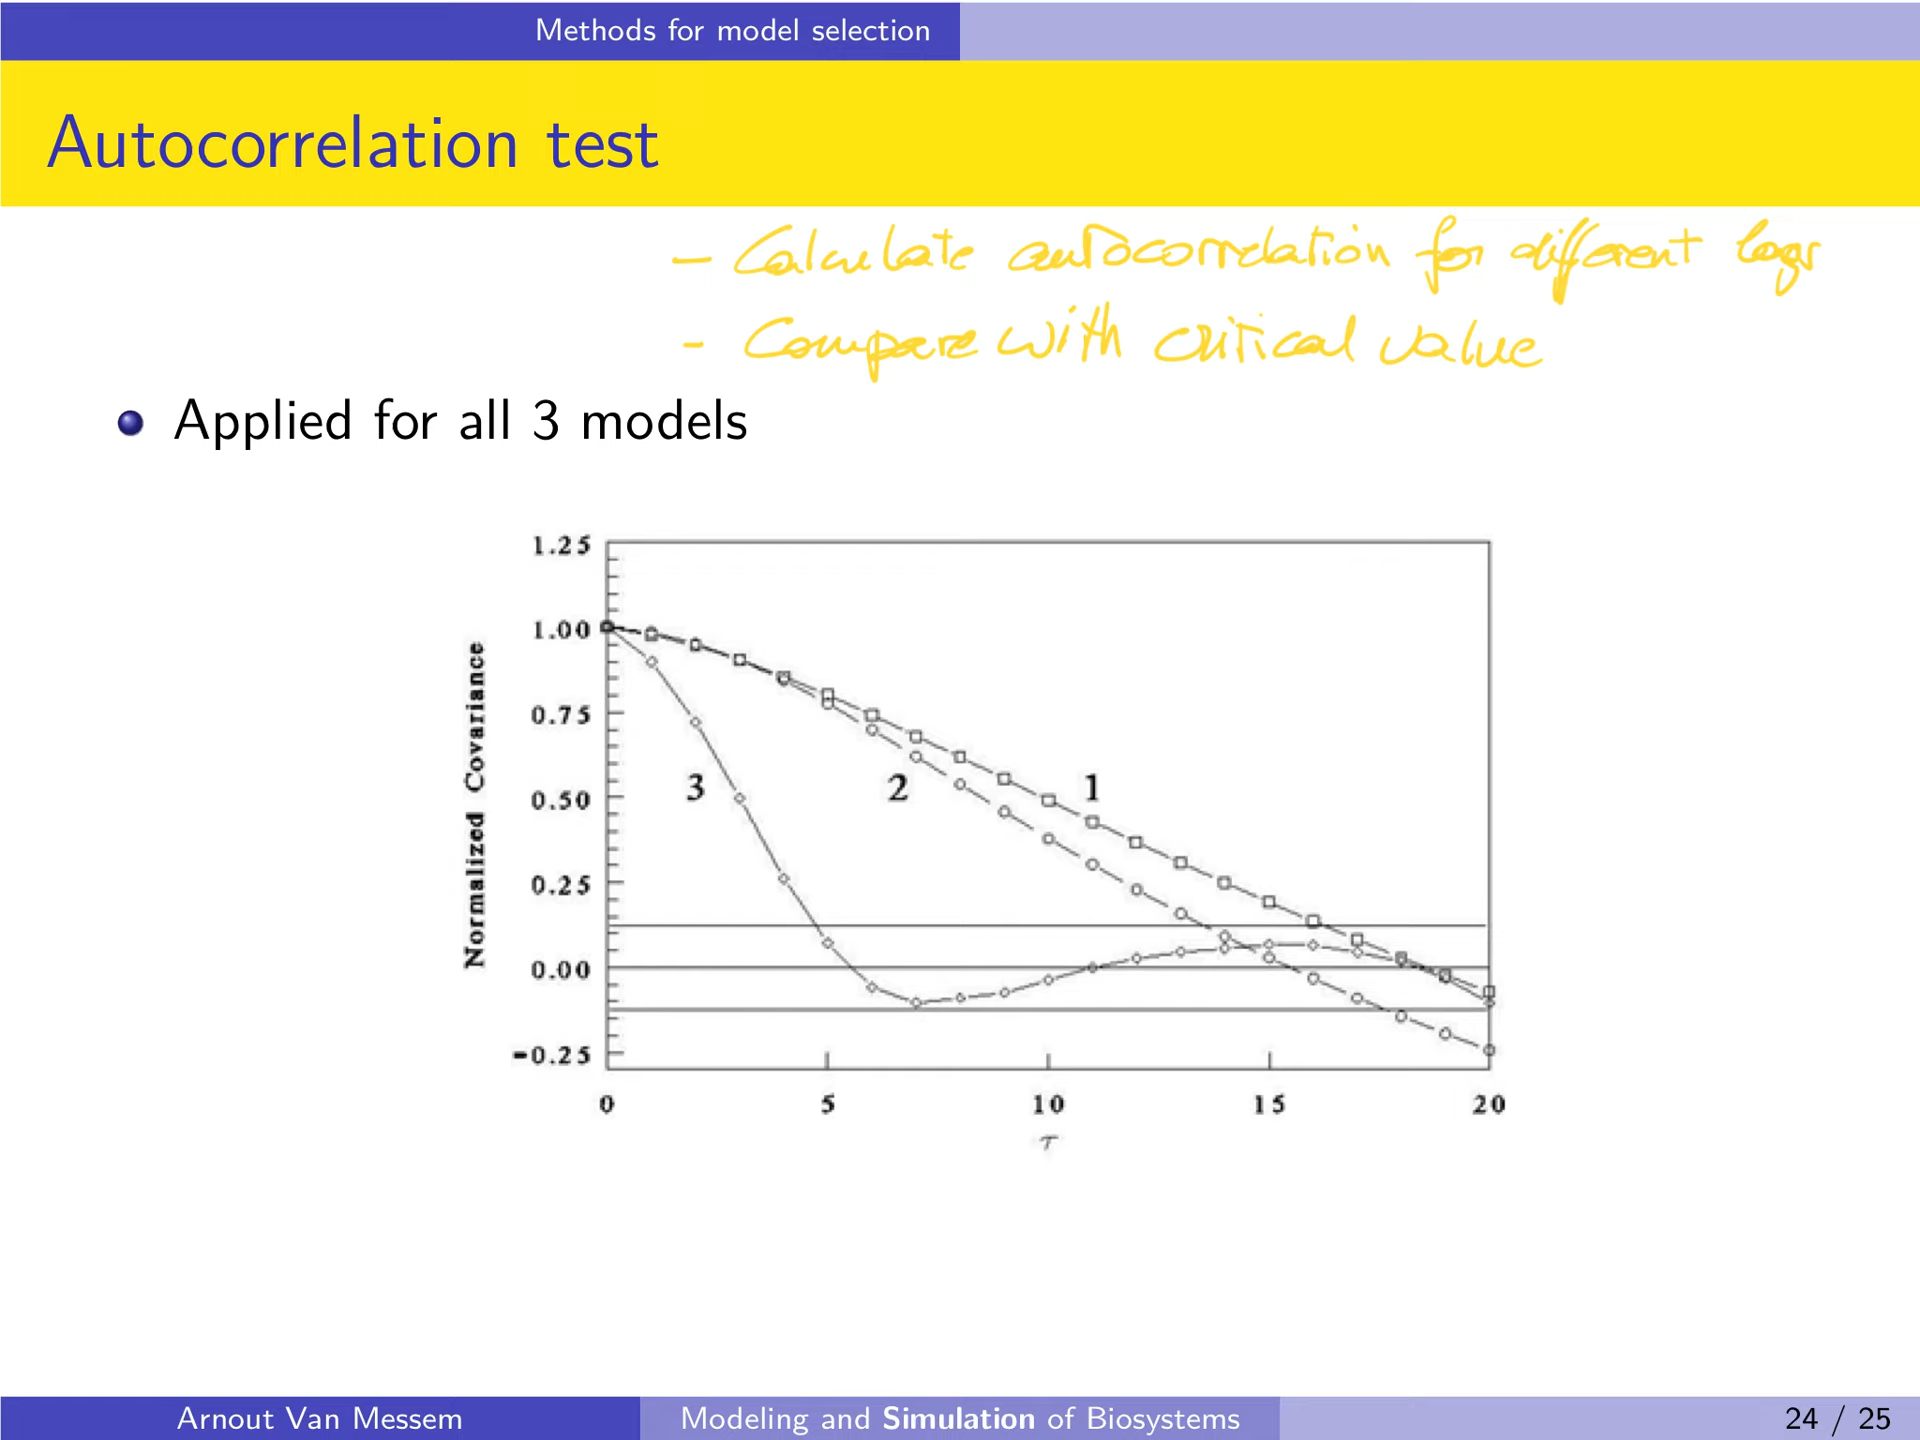 Methods for model selection
Autocorrelation test
- Calculate autocorrelation for different lags
- Compare with critical value
Applied for all 3 models
1.25
1.00
0.75
0.50
0.25
0.00
-0.25
Normalized Covariance
3
2
1
0 5 10 15 20
τ
Arnout Van Messem Modeling and Simulation of Biosystems 24 / 25